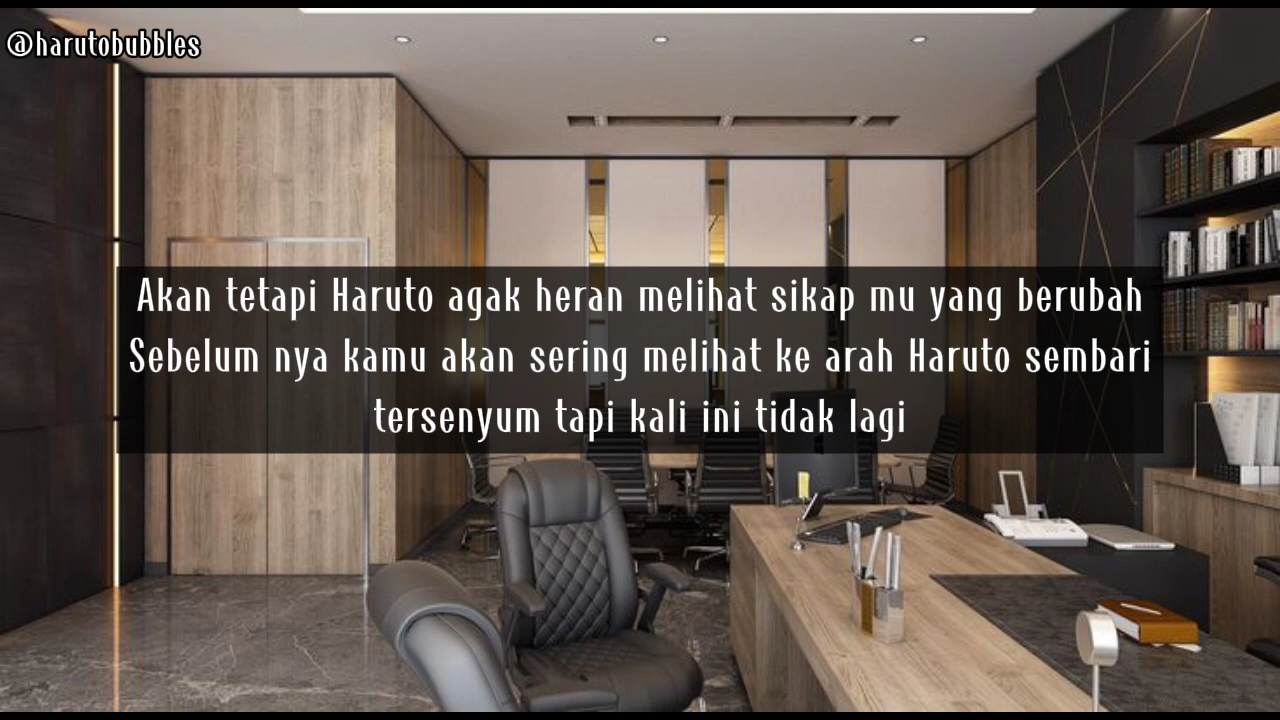 @harutobubbles
Akan tetapi Haruto agak heran melihat sikap mu yang berubah
Sebelum nya kamu akan sering melihat ke arah Haruto sembari
tersenyum tapi kali ini tidak lagi